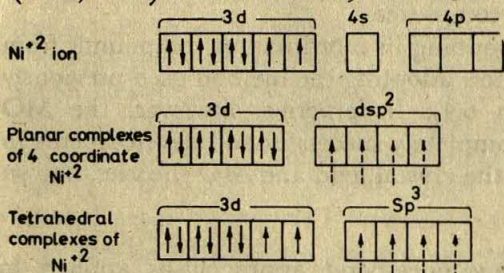 3d 4s 4p
Ni+2 ion
3d dsp2
Planar complexes
of 4 coordinate
Ni+2
3d Sp3
Tetrahedral
complexes of
Ni+2